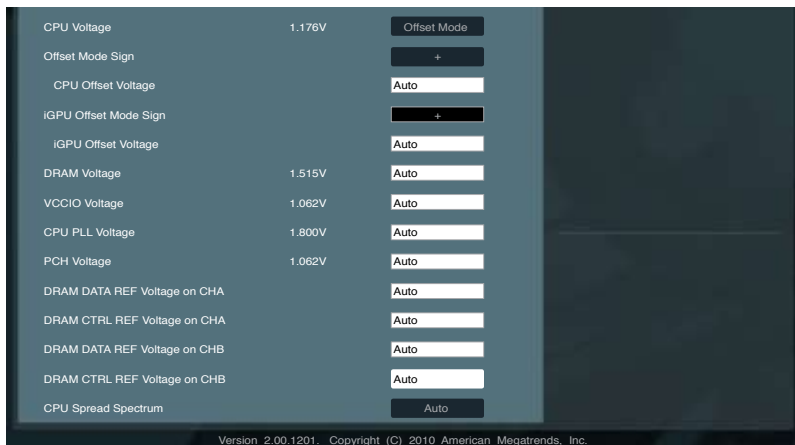 CPU Voltage 1.176V Offset Mode
Offset Mode Sign +
CPU Offset Voltage Auto
iGPU Offset Mode Sign +
iGPU Offset Voltage Auto
DRAM Voltage 1.515V Auto
VCCIO Voltage 1.062V Auto
CPU PLL Voltage 1.800V Auto
PCH Voltage 1.062V Auto
DRAM DATA REF Voltage on CHA Auto
DRAM CTRL REF Voltage on CHA Auto
DRAM DATA REF Voltage on CHB Auto
DRAM CTRL REF Voltage on CHB Auto
CPU Spread Spectrum Auto
Version 2.00.1201. Copyright (C) 2010 American Megatrends, Inc.